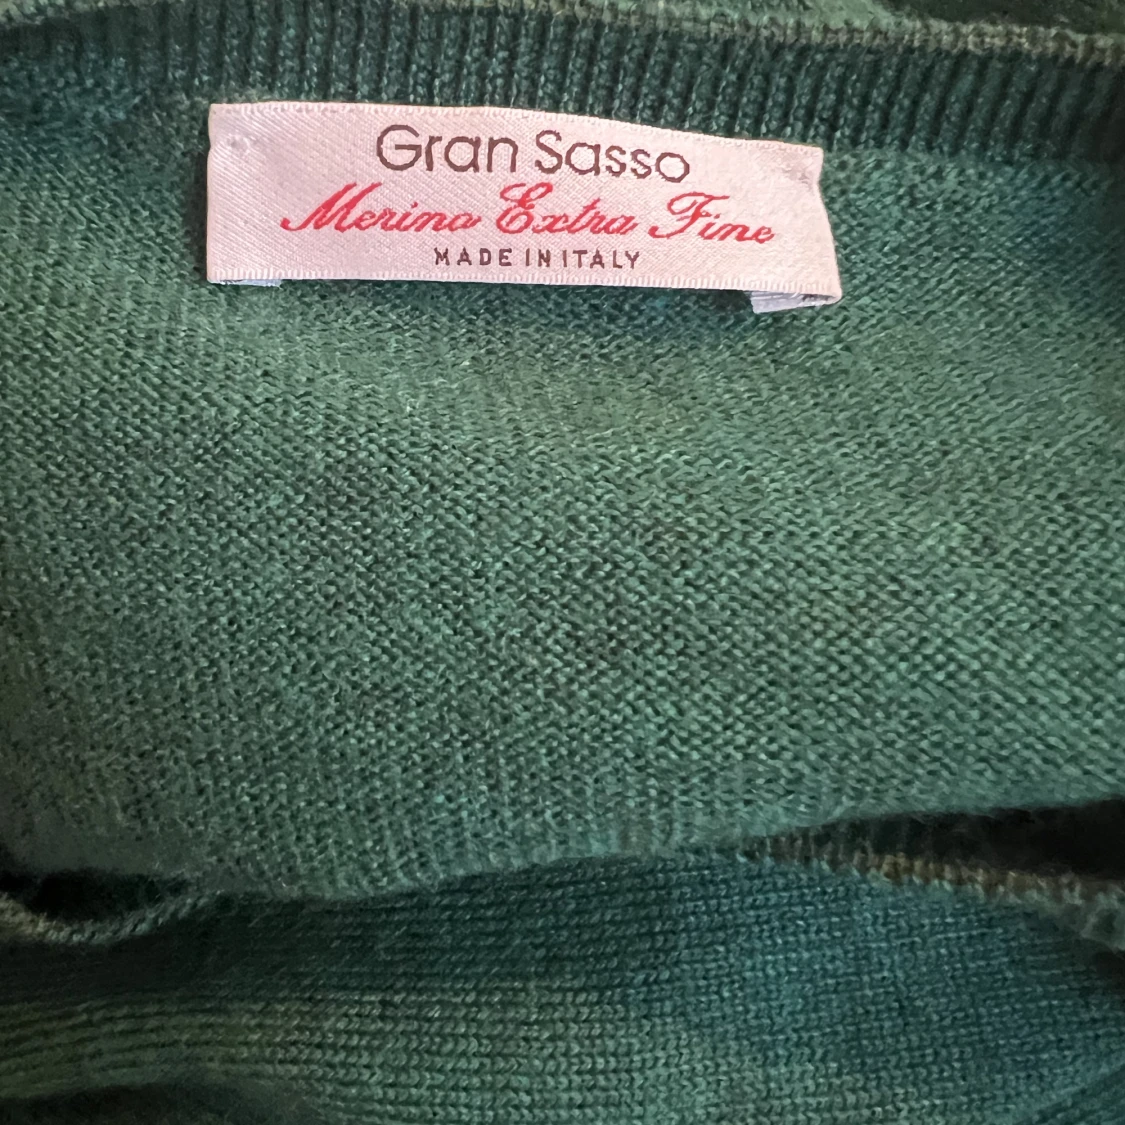 Gran Sasso
Merino Extra Fine
MADE IN ITALY